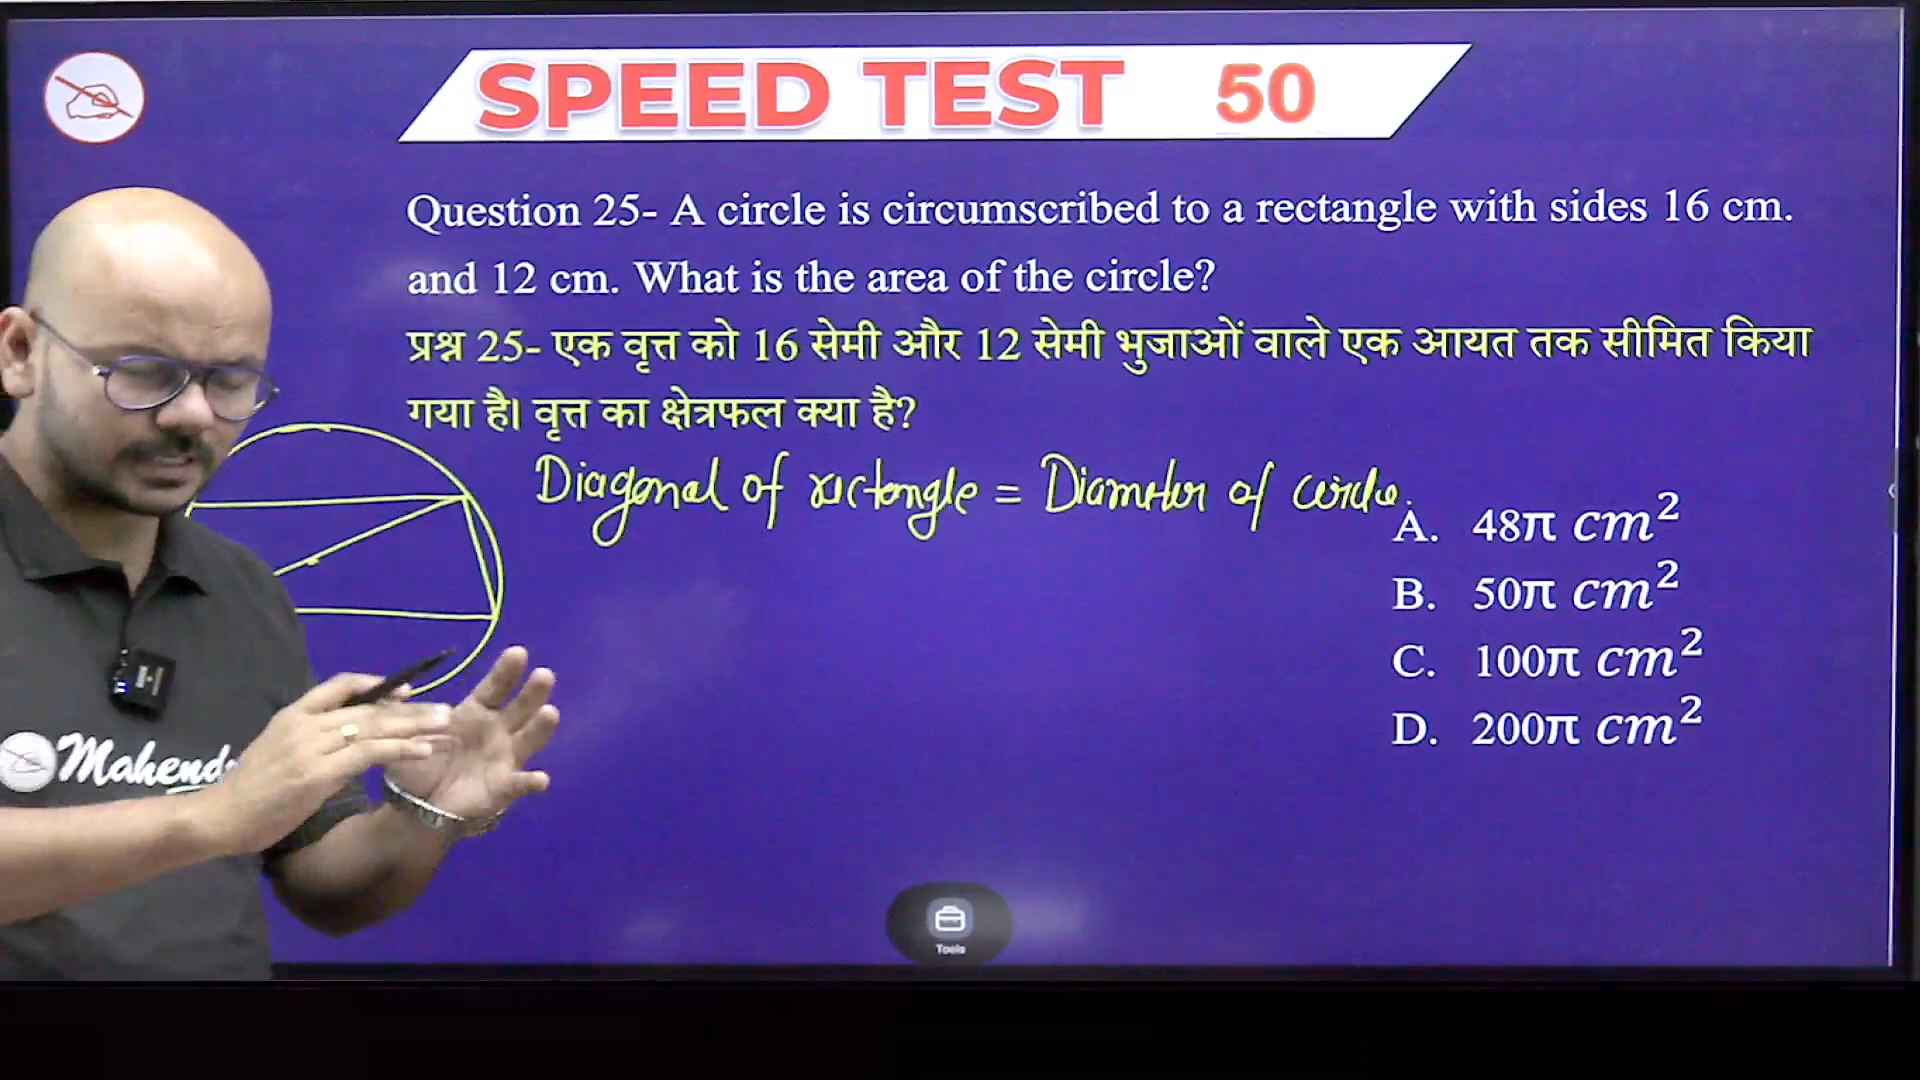 SPEED TEST 50
Question 25- A circle is circumscribed to a rectangle with sides 16 cm.
and 12 cm. What is the area of the circle?
प्रश्न 25- एक वृत्त को 16 सेमी और 12 सेमी भुजाओं वाले एक आयत तक सीमित किया
गया है। वृत्त का क्षेत्रफल क्या है?
Diagonal of rectangle = Diameter of circle.
A. 48π cm²
B. 50π cm²
C. 100π cm²
D. 200π cm²
Mahend
Tools